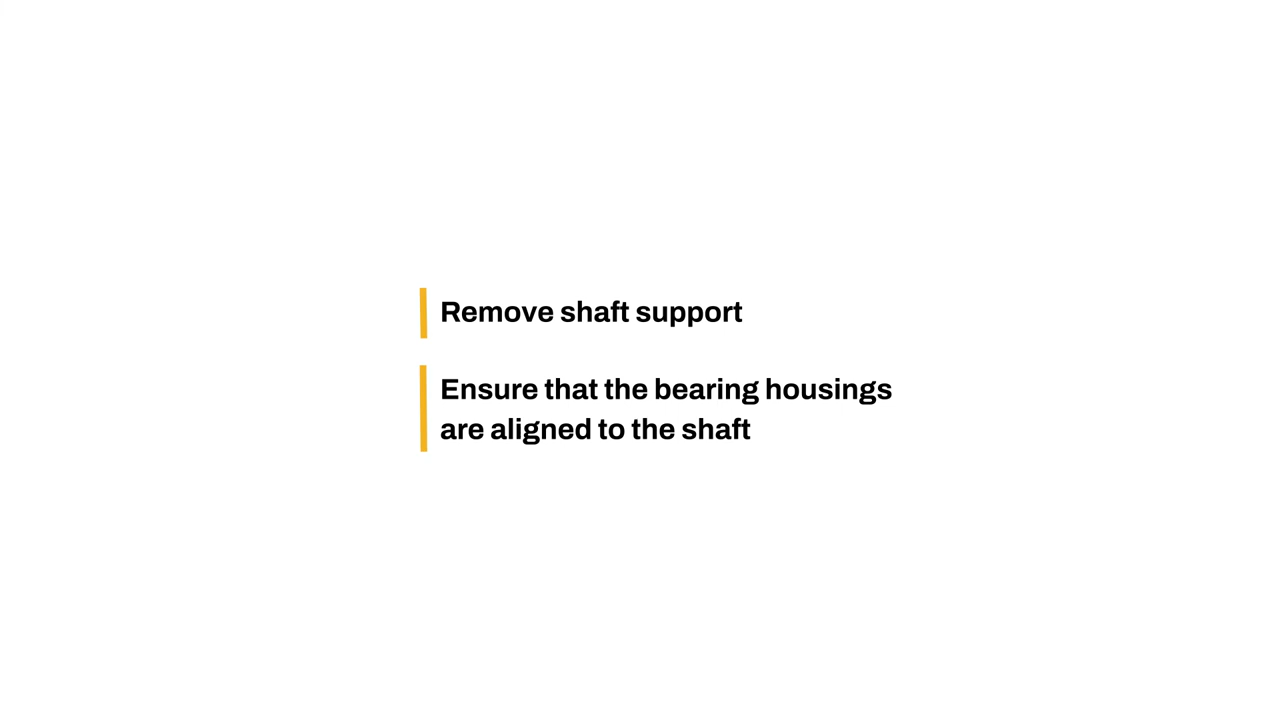 Remove shaft support
Ensure that the bearing housings
are aligned to the shaft